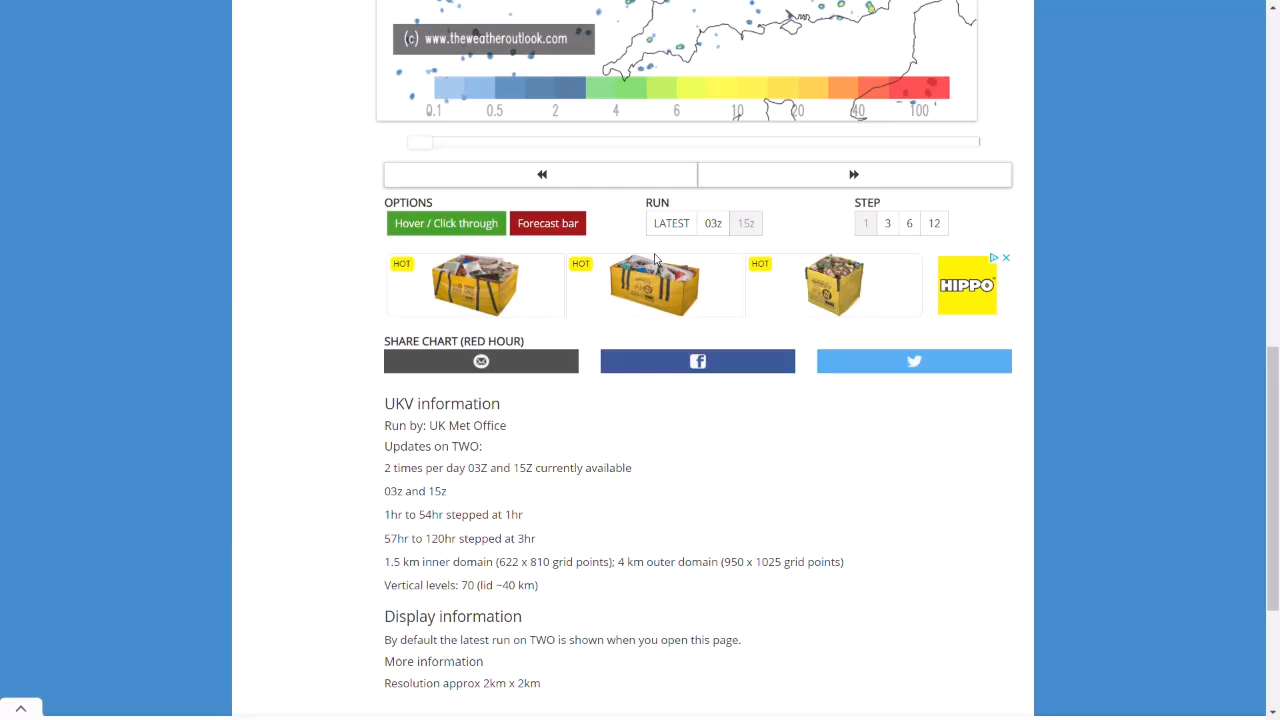 (c) www.theweatheroutlook.com
0.1 0.5 2 4 6 10 20 40 100
OPTIONS RUN STEP
Hover / Click through Forecast bar LATEST 03z 15z 1 3 6 12
HOT HOT HOT
HIPPO
SHARE CHART (RED HOUR)
UKV information
Run by: UK Met Office
Updates on TWO:
2 times per day 03Z and 15Z currently available
03z and 15z
1hr to 54hr stepped at 1hr
57hr to 120hr stepped at 3hr
1.5 km inner domain (622 x 810 grid points); 4 km outer domain (950 x 1025 grid points)
Vertical levels: 70 (lid ~40 km)
Display information
By default the latest run on TWO is shown when you open this page.
More information
Resolution approx 2km x 2km